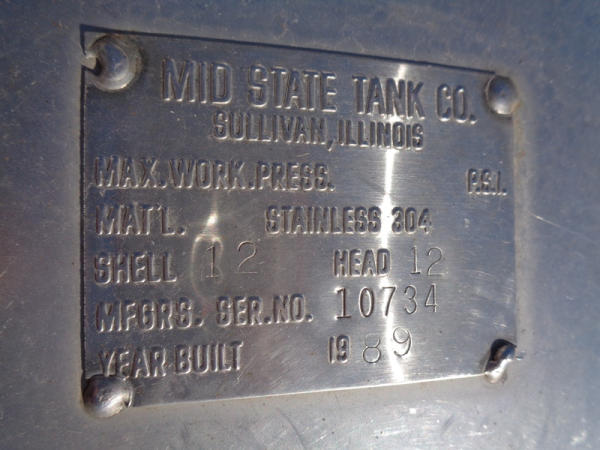 MID STATE TANK CO.
SULLIVAN, ILLINOIS
MAX. WORK. PRESS. P.S.I.
MAT'L. STAINLESS 304
SHELL 12 HEAD 12
MFGRS. SER. NO. 10734
YEAR BUILT 1989